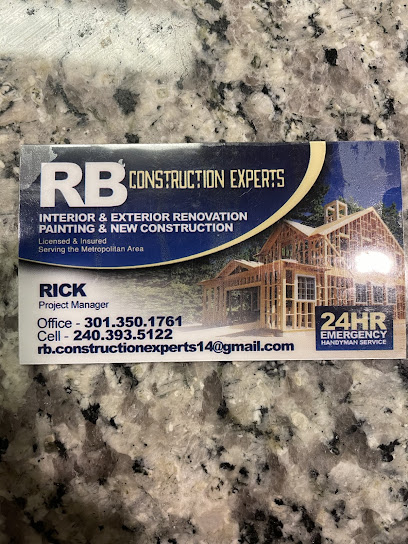 RB CONSTRUCTION EXPERTS
INTERIOR & EXTERIOR RENOVATION
PAINTING & NEW CONSTRUCTION
Licensed & Insured
Serving the Metropolitan Area
RICK
Project Manager
Office - 301.350.1761
Cell - 240.393.5122
rb.constructionexperts14@gmail.com
24HR
EMERGENCY
HANDYMAN SERVICE